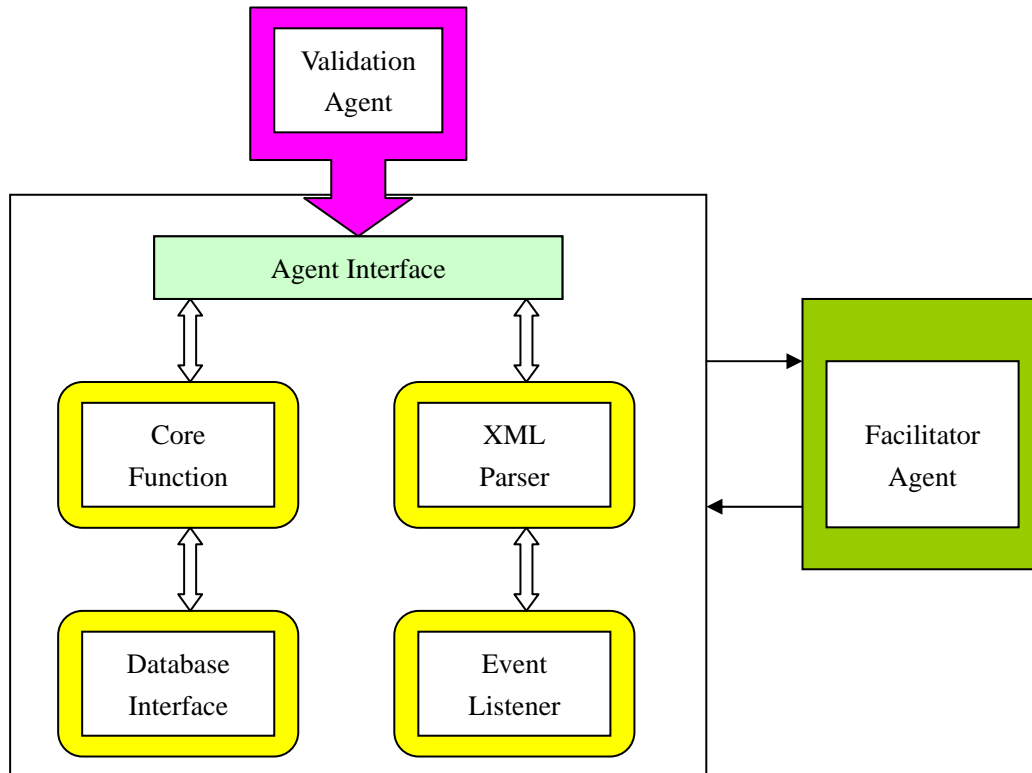 Validation
Agent
Agent Interface
Core
Function
XML
Parser
Facilitator
Agent
Database
Interface
Event
Listener